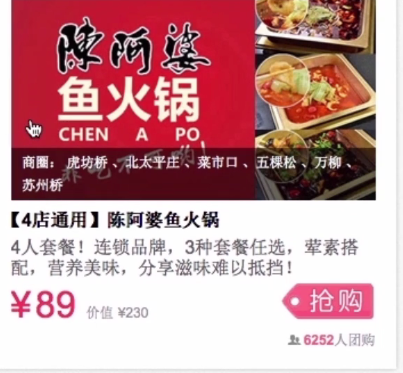 陈阿婆
鱼火锅
CHEN A PO
商圈： 虎坊桥 、北太平庄 、菜市口 、五棵松 、万柳 、
苏州桥
【4店通用】陈阿婆鱼火锅
4人套餐！连锁品牌，3种套餐任选，荤素搭
配，营养美味，分享滋味难以抵挡！
¥89 价值 ¥230
抢购
6252人团购